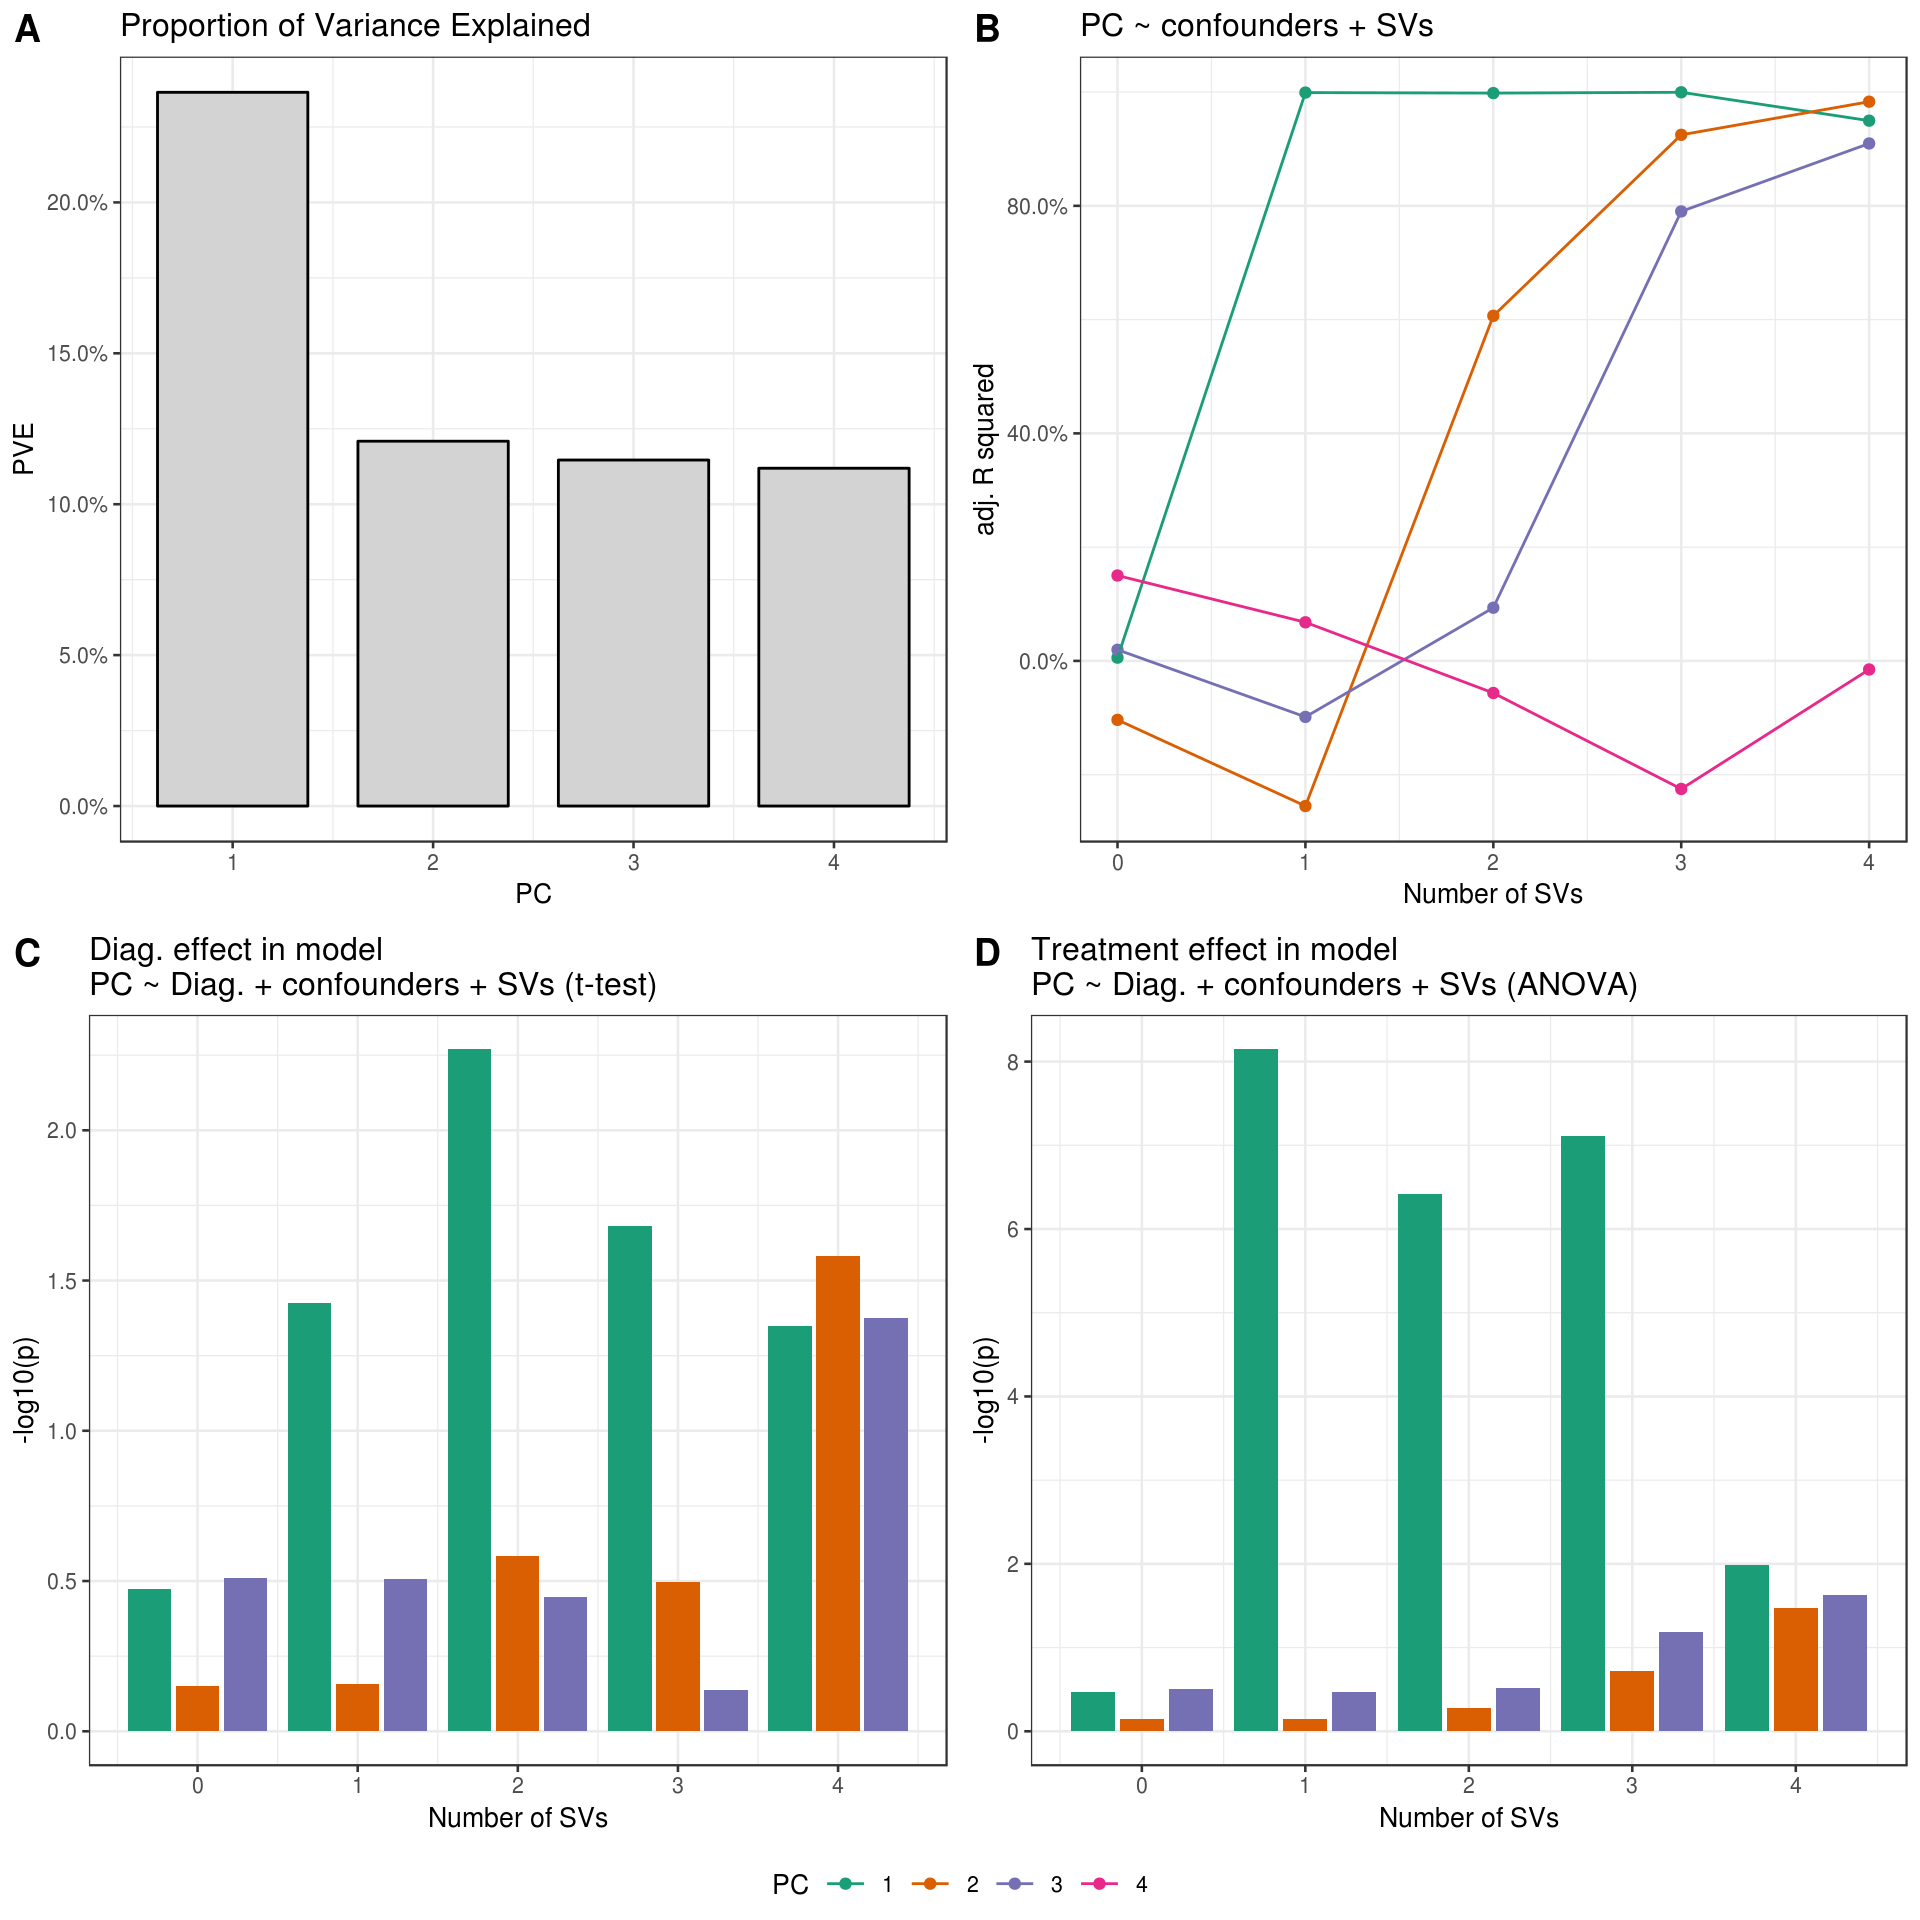 A
Proportion of Variance Explained
PVE
20.0%
15.0%
10.0%
5.0%
0.0%
1 2 3 4
PC
B
PC ~ confounders + SVs
adj. R squared
80.0%
40.0%
0.0%
0 1 2 3 4
Number of SVs
C
Diag. effect in model
PC ~ Diag. + confounders + SVs (t-test)
-log10(p)
2.0
1.5
1.0
0.5
0.0
0 1 2 3 4
Number of SVs
D
Treatment effect in model
PC ~ Diag. + confounders + SVs (ANOVA)
-log10(p)
8
6
4
2
0
0 1 2 3 4
Number of SVs
PC 1 2 3 4